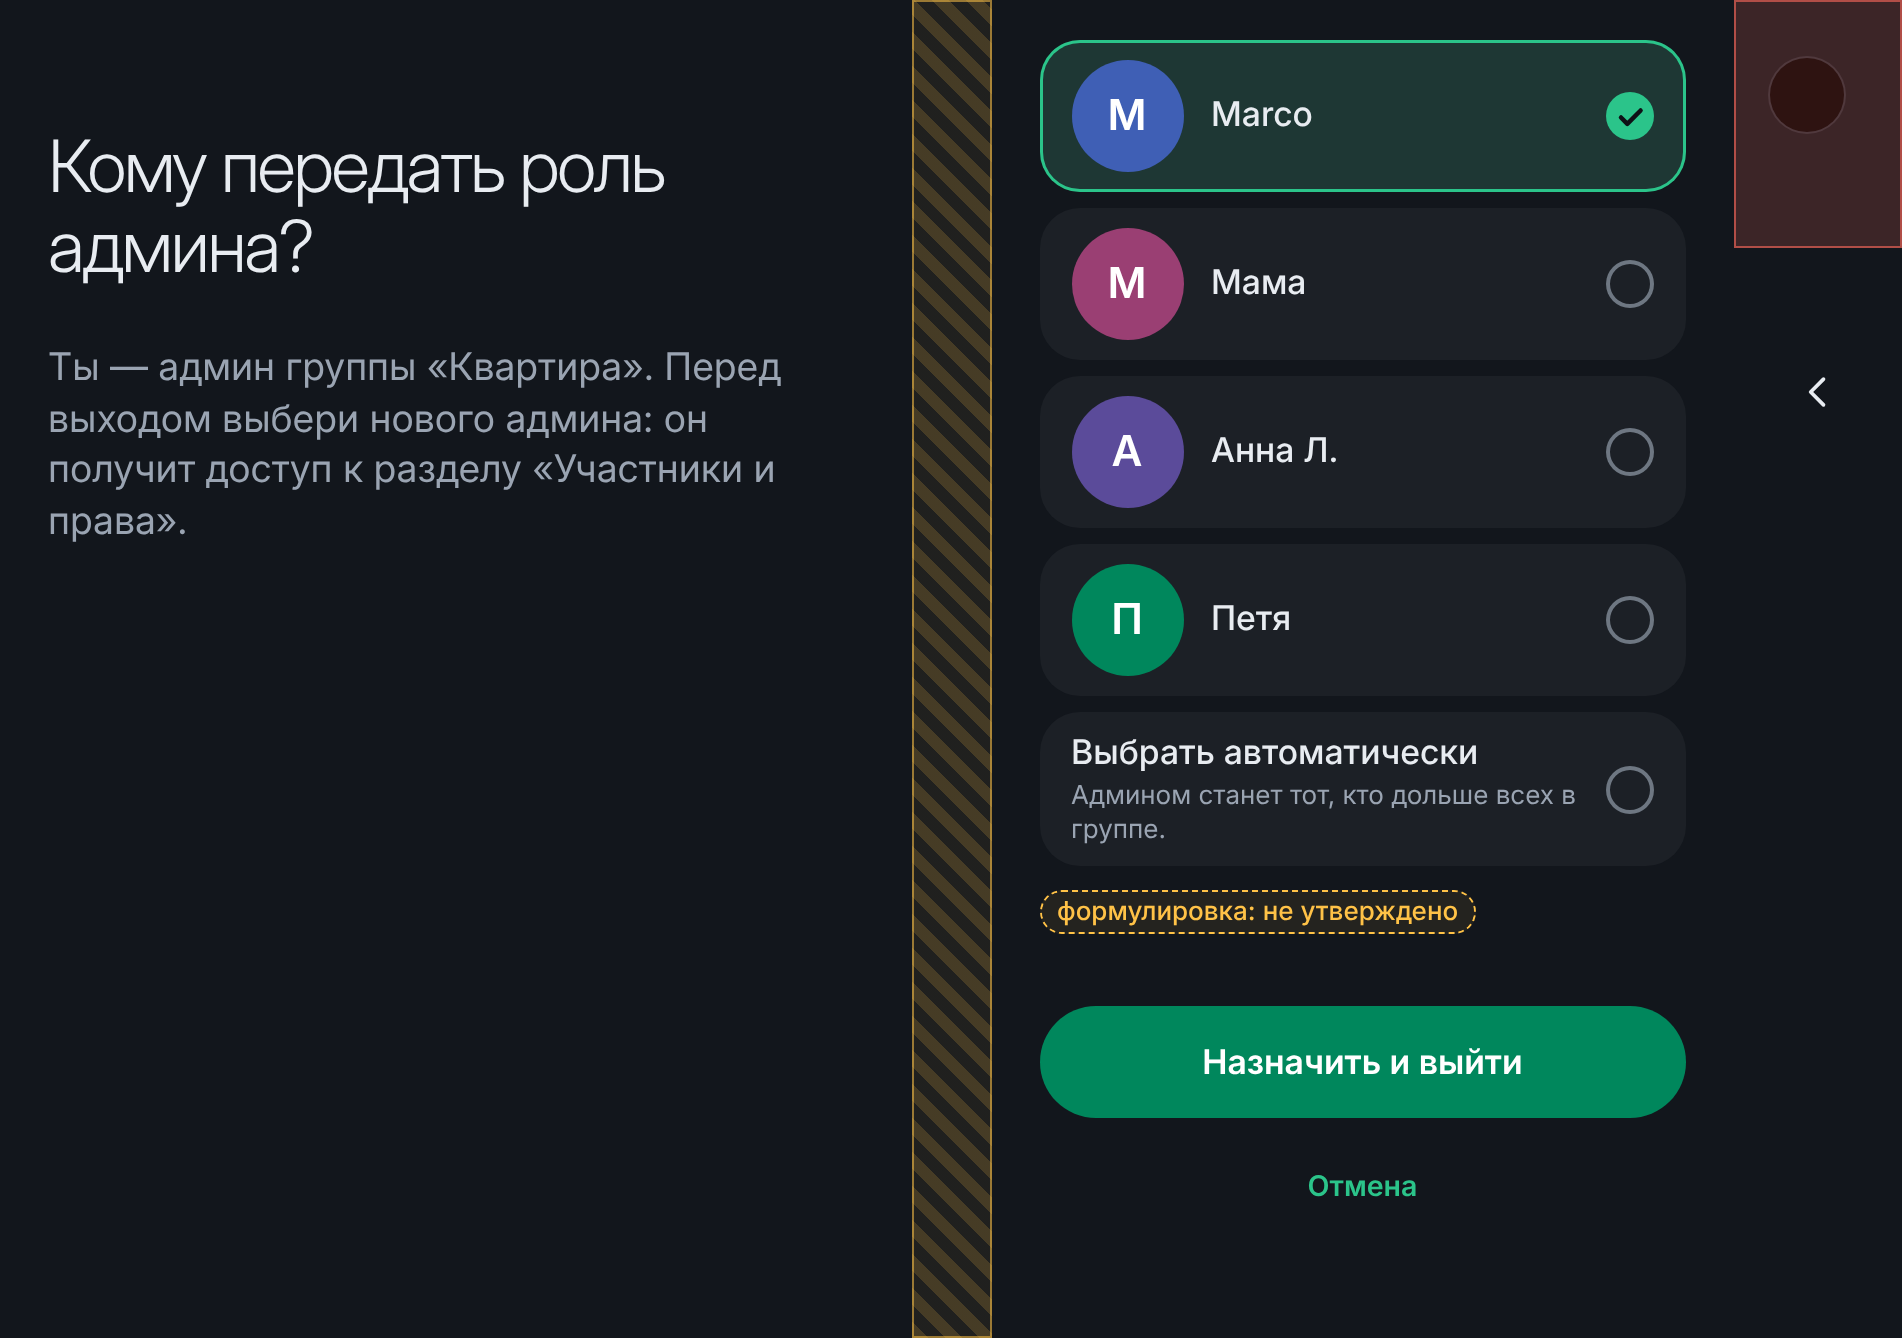 Кому передать роль
админа?
Ты — админ группы «Квартира». Перед
выходом выбери нового админа: он
получит доступ к разделу «Участники и
права».
M
Marco
М
Мама
А
Анна Л.
П
Петя
Выбрать автоматически
Админом станет тот, кто дольше всех в
группе.
формулировка: не утверждено
Назначить и выйти
Отмена